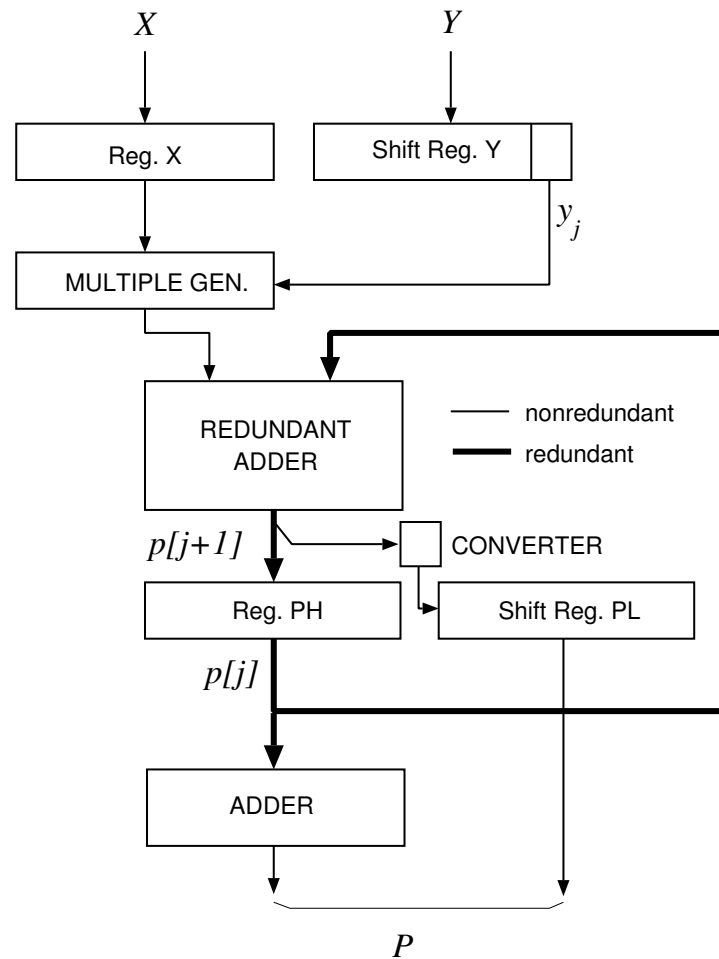 X
Y
Reg. X
Shift Reg. Y
y_j
MULTIPLE GEN.
REDUNDANT
ADDER
nonredundant
redundant
p[j+1]
CONVERTER
Reg. PH
Shift Reg. PL
p[j]
ADDER
P